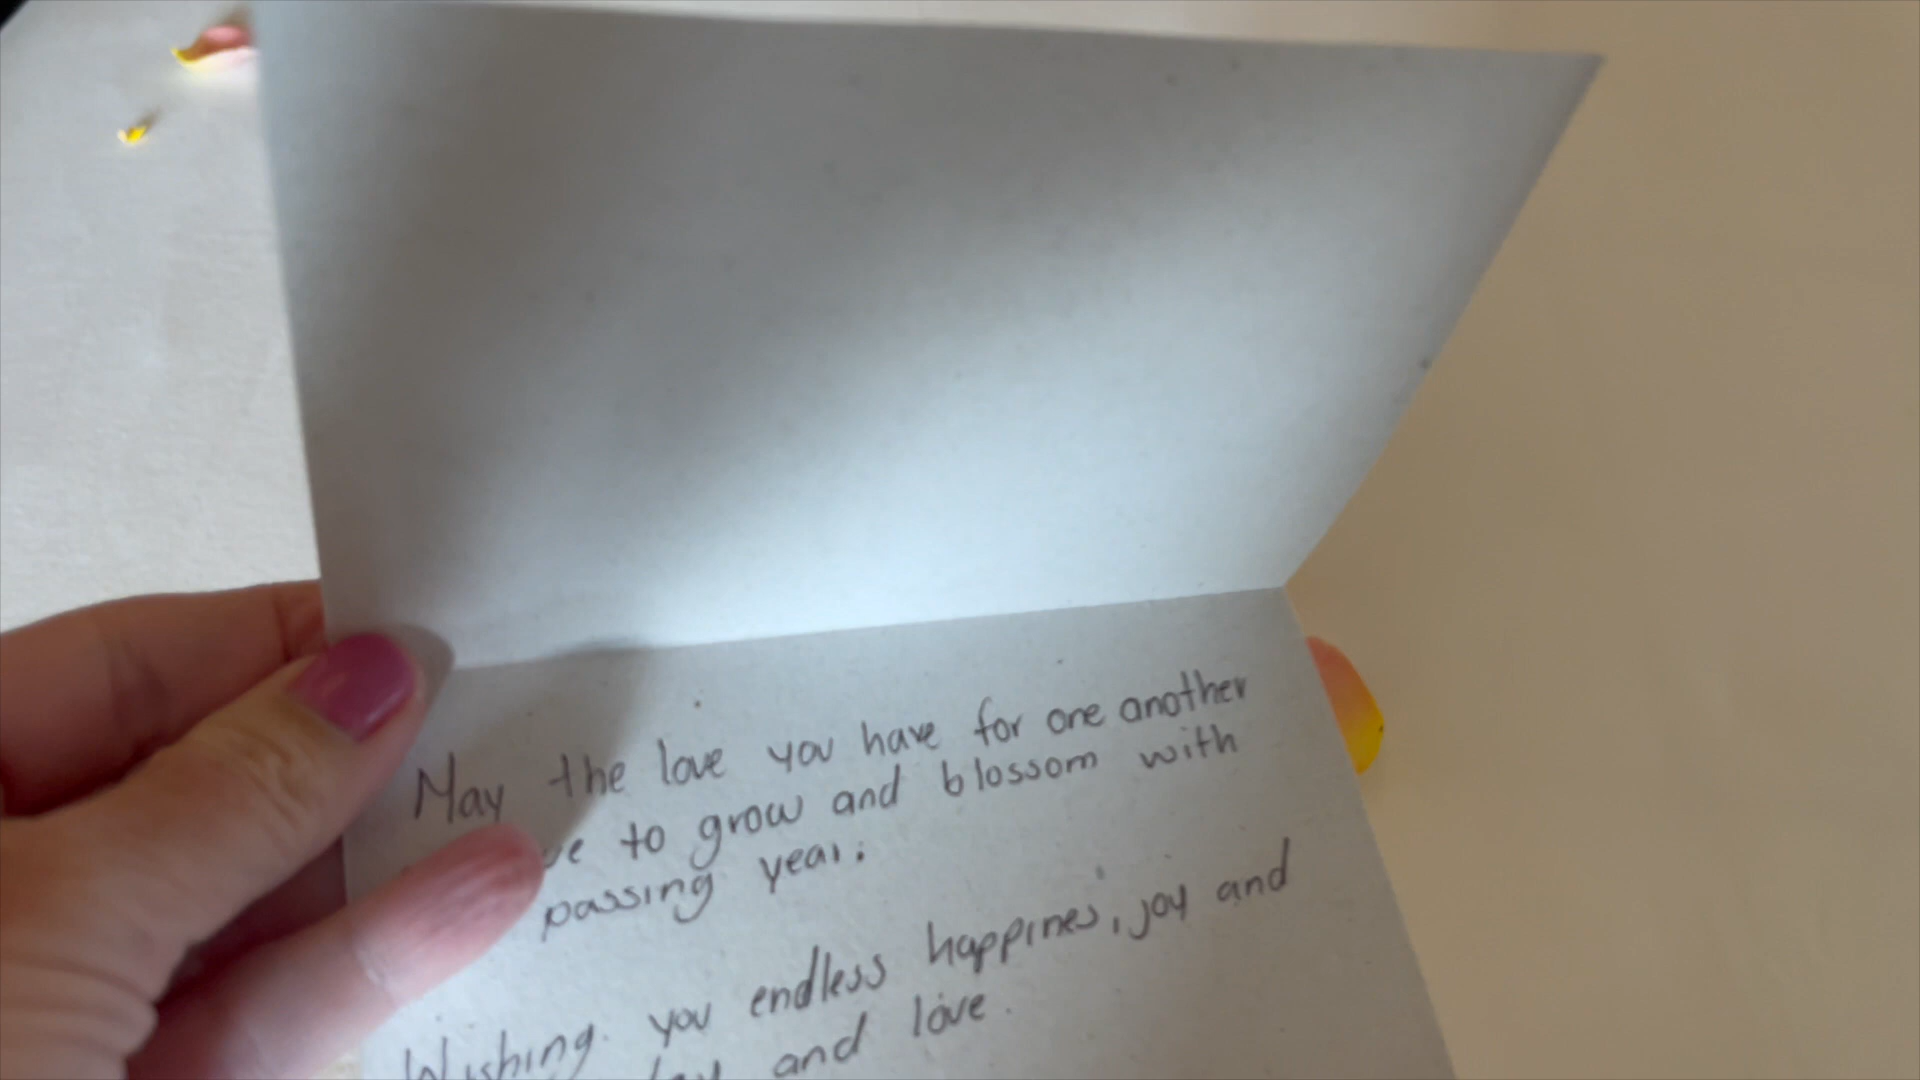 May the love you have for one another
to grow and blossom with
passing year.
Wishing you endless happines, joy and
and love.